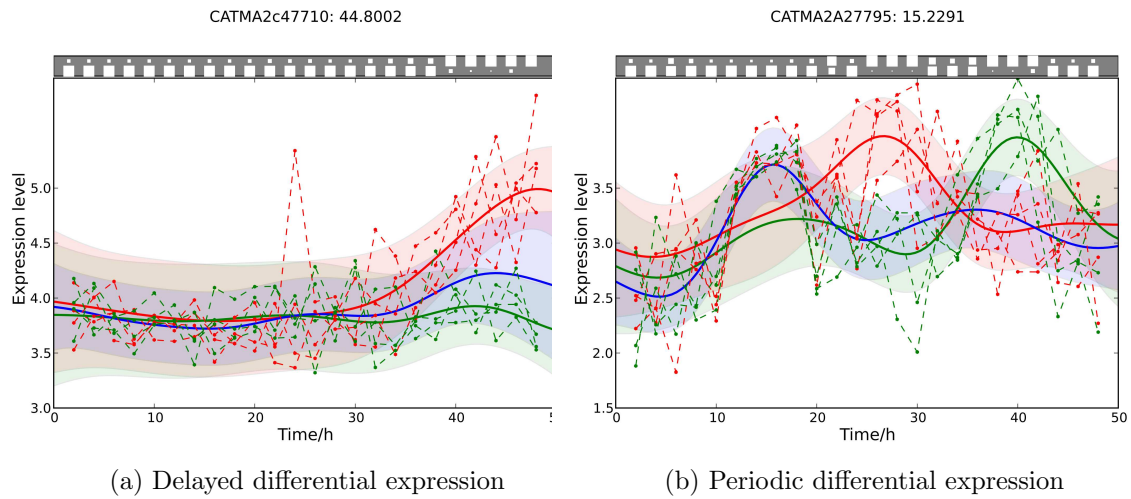 CATMA2c47710: 44.8002
CATMA2A27795: 15.2291
Expression level
5.0
4.5
4.0
3.5
3.0
0 10 20 30 40
Time/h
Expression level
3.5
3.0
2.5
2.0
1.5
0 10 20 30 40 50
Time/h
(a) Delayed differential expression
(b) Periodic differential expression